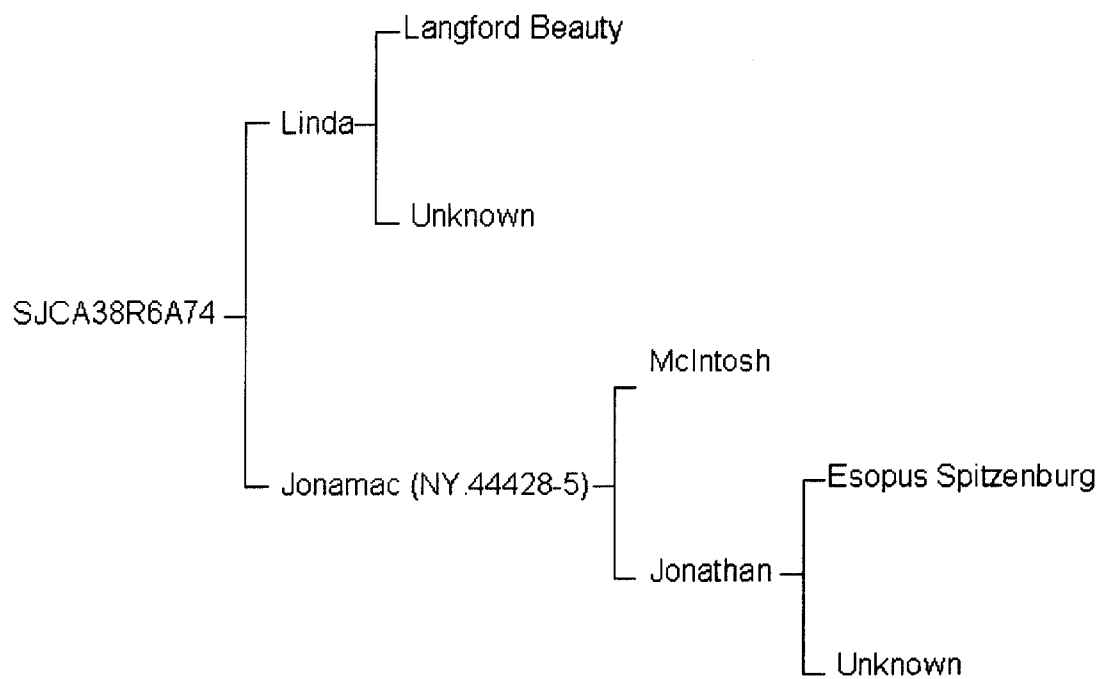 Langford Beauty
Linda
Unknown
SJCA38R6A74
McIntosh
Jonamac (NY.44428-5)
Esopus Spitzenburg
Jonathan
Unknown